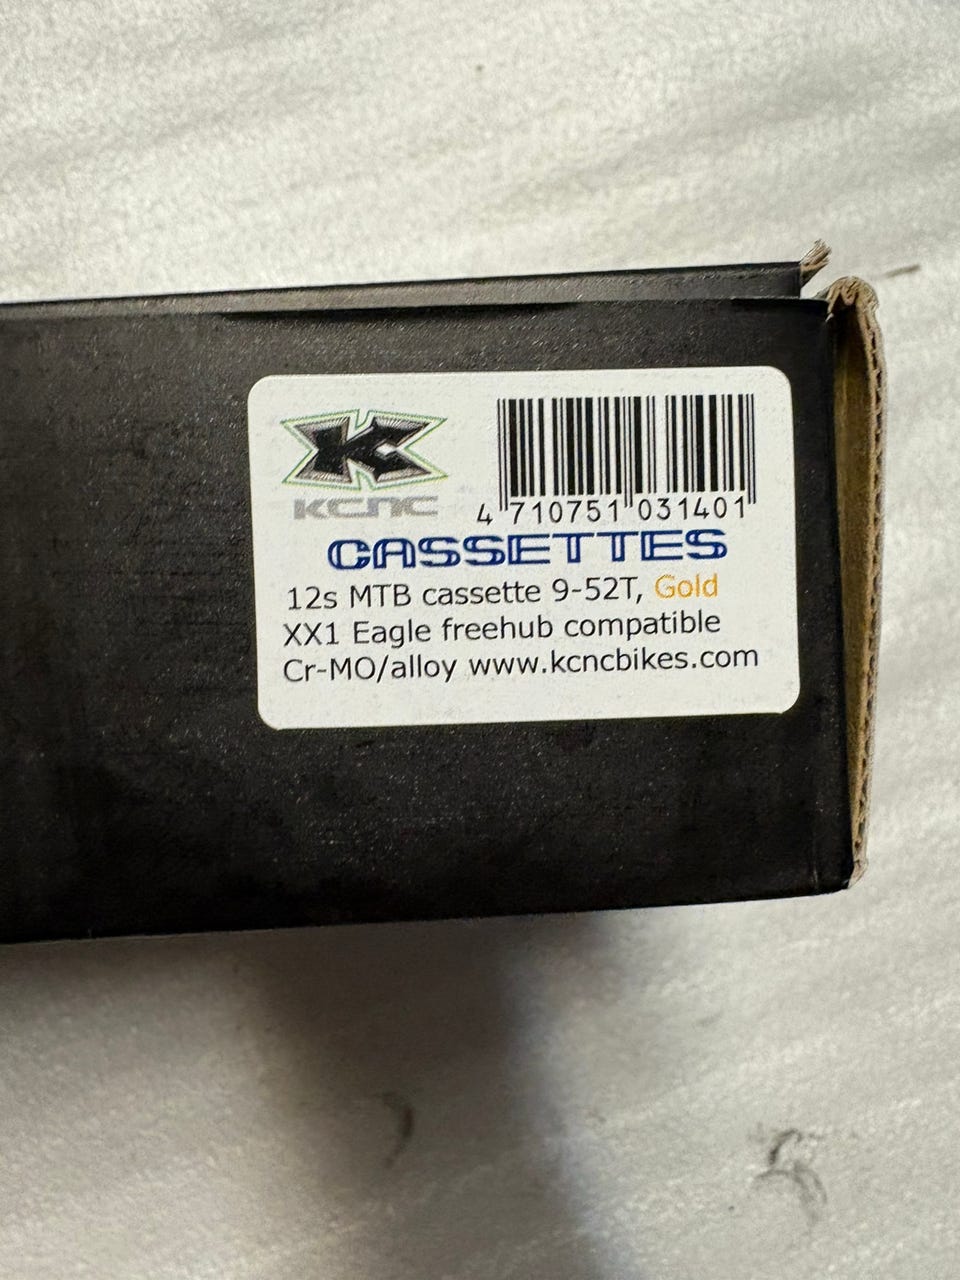 KCNC
4 710751 031401
CASSETTES
12s MTB cassette 9-52T, Gold
XX1 Eagle freehub compatible
Cr-MO/alloy www.kcncbikes.com